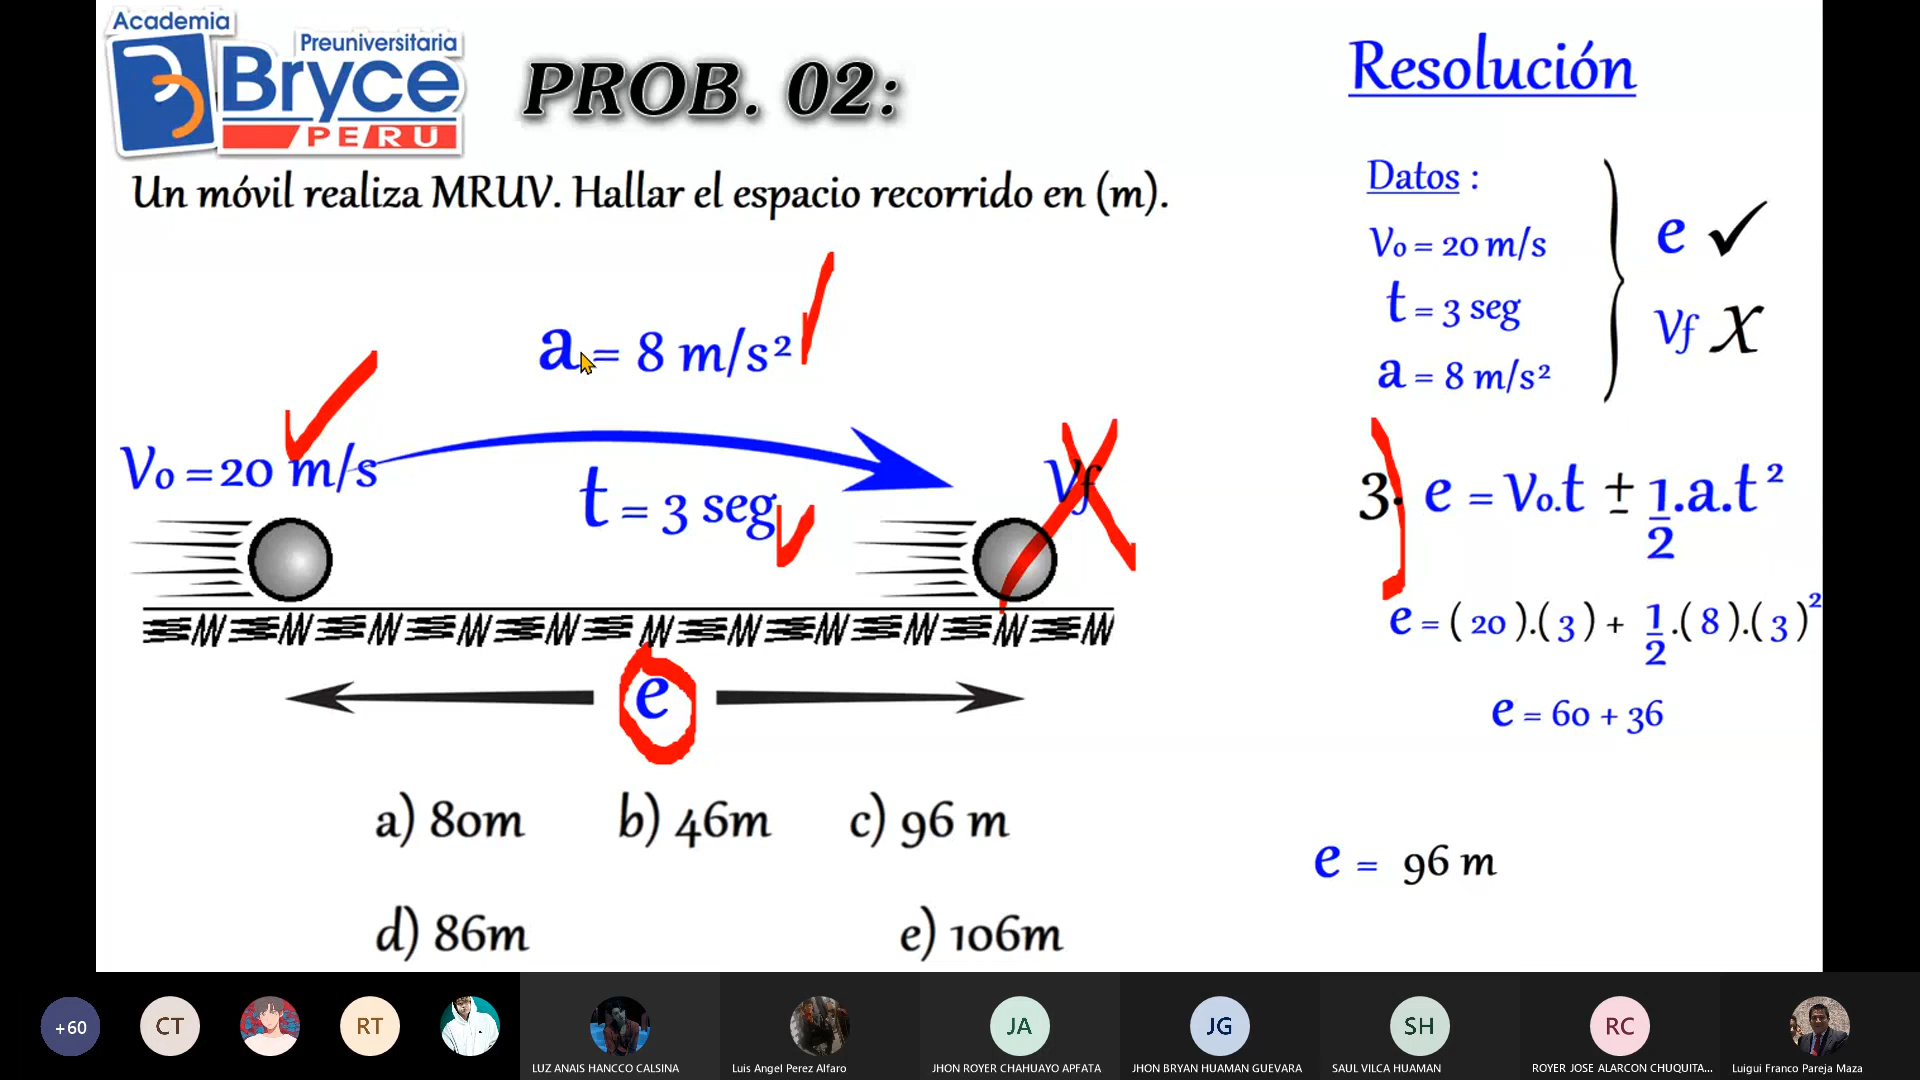 Academia
Preuniversitaria
Bryce
PERÚ
PROB. 02:
Un móvil realiza MRUV. Hallar el espacio recorrido en (m).
a = 8 m/s²
Vo = 20 m/s
t = 3 seg
Vf
e
a) 80m
b) 46m
c) 96 m
d) 86m
e) 106m
Resolución
Datos :
Vo = 20 m/s
t = 3 seg
a = 8 m/s²
e ✓
Vf X
3. e = Vo.t ± 1/2.a.t²
e = ( 20 ).( 3 ) + 1/2.( 8 ).( 3 )²
e = 60 + 36
e = 96 m
+60
CT
RT
JA
JG
SH
RC
LUZ ANAIS HANCCO CALSINA
Luis Angel Perez Alfaro
JHON ROYER CHAHUAYO APFATA
JHON BRYAN HUAMAN GUEVARA
SAUL VILCA HUAMAN
ROYER JOSE ALARCON CHUQUITA...
Luigui Franco Pareja Maza